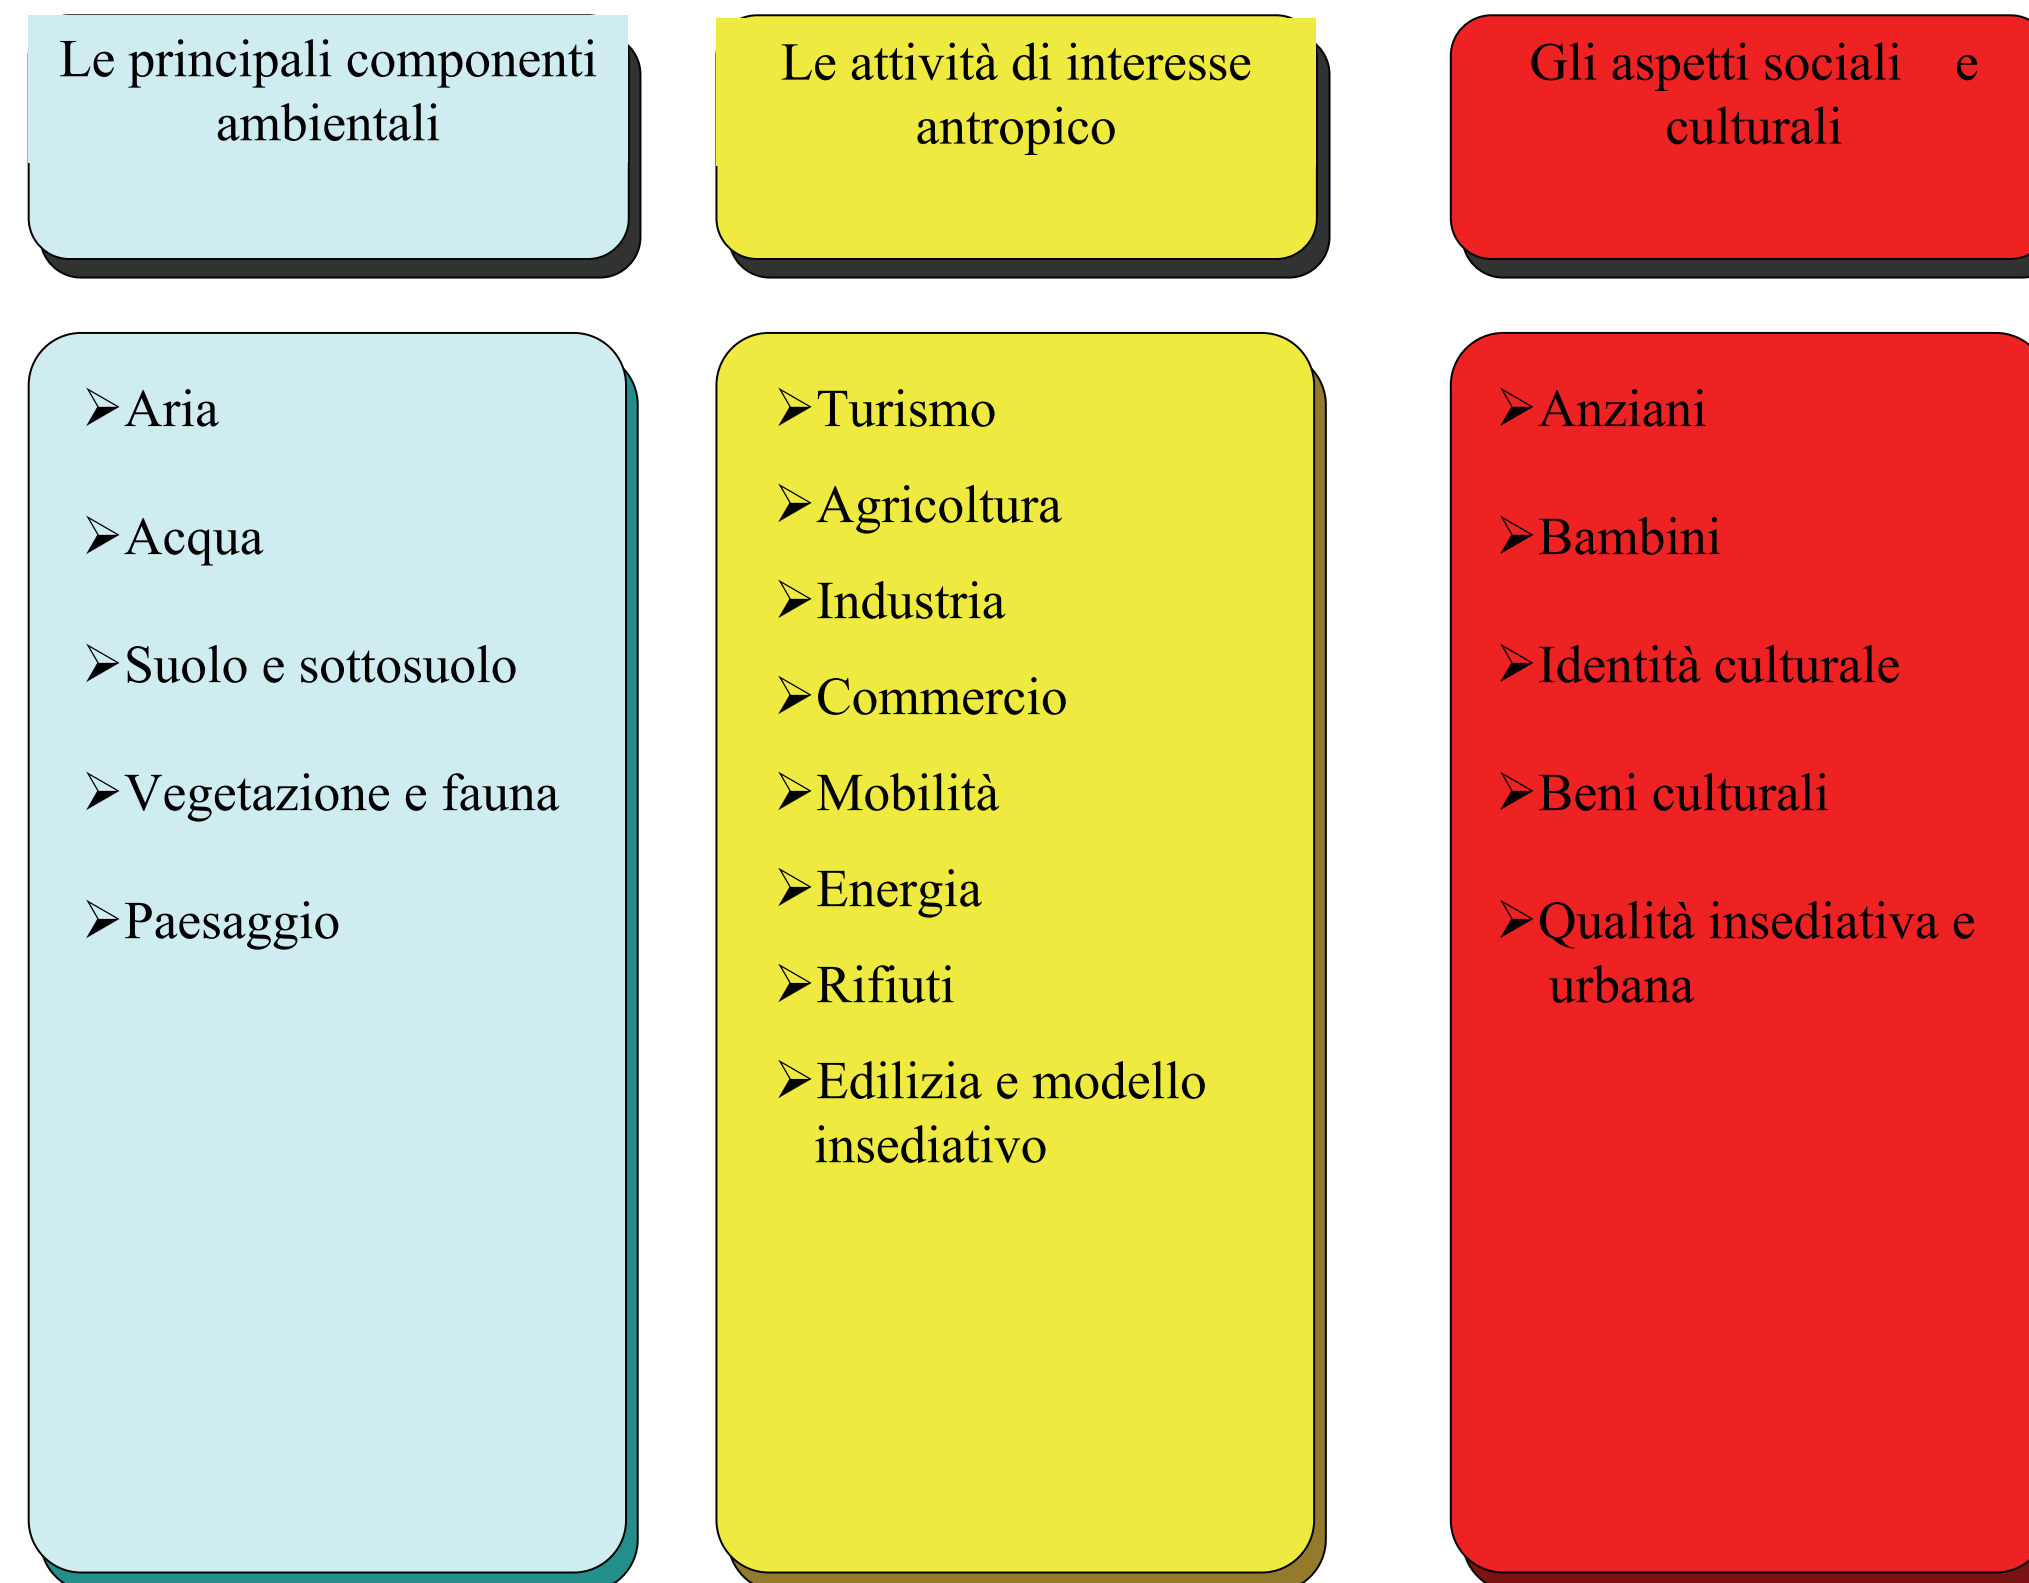 Le principali componenti
ambientali
Le attività di interesse
antropico
Gli aspetti sociali e
culturali
➢Aria
➢Acqua
➢Suolo e sottosuolo
➢Vegetazione e fauna
➢Paesaggio
➢Turismo
➢Agricoltura
➢Industria
➢Commercio
➢Mobilità
➢Energia
➢Rifiuti
➢Edilizia e modello
insediativo
➢Anziani
➢Bambini
➢Identità culturale
➢Beni culturali
➢Qualità insediativa e
urbana